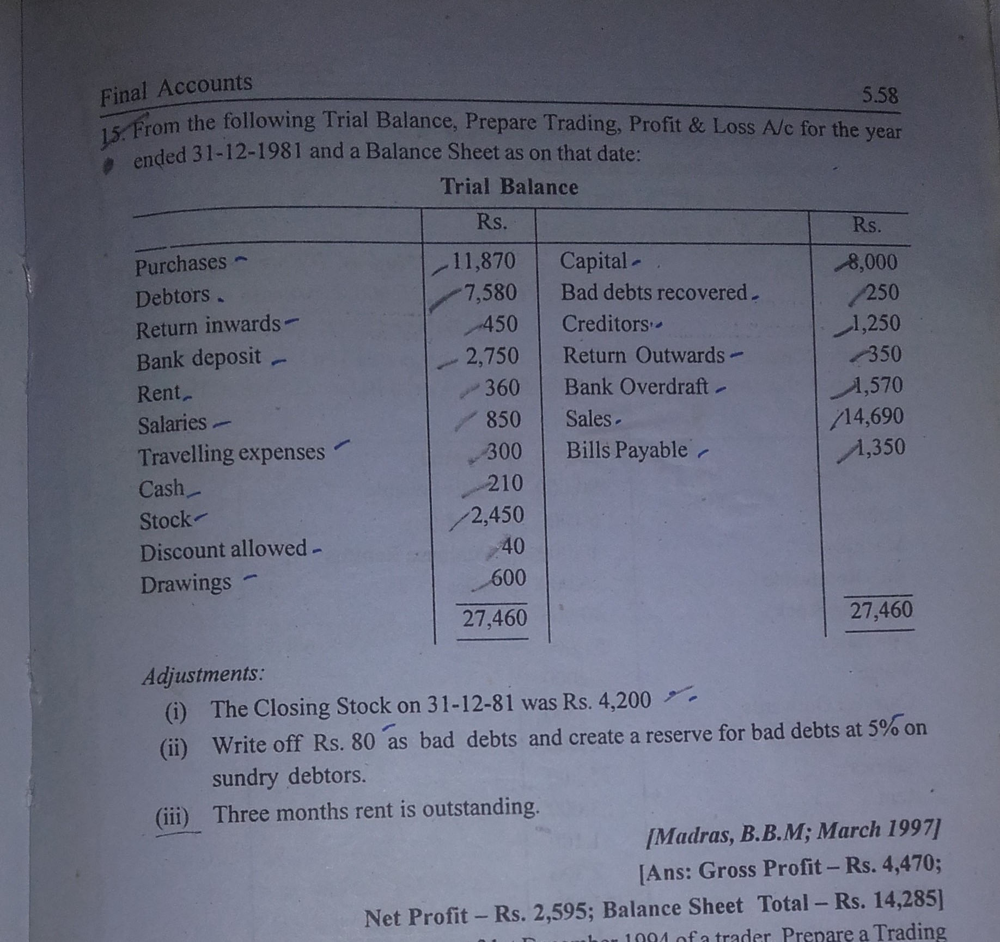 Final Accounts 5.58
15. From the following Trial Balance, Prepare Trading, Profit & Loss A/c for the year
ended 31-12-1981 and a Balance Sheet as on that date:
Trial Balance
Rs. Rs.
Purchases 11,870 Capital 8,000
Debtors 7,580 Bad debts recovered 250
Return inwards 450 Creditors 1,250
Bank deposit 2,750 Return Outwards 350
Rent 360 Bank Overdraft 1,570
Salaries 850 Sales 14,690
Travelling expenses 300 Bills Payable 1,350
Cash 210
Stock 2,450
Discount allowed 40
Drawings 600
27,460 27,460
Adjustments:
(i) The Closing Stock on 31-12-81 was Rs. 4,200
(ii) Write off Rs. 80 as bad debts and create a reserve for bad debts at 5% on
sundry debtors.
(iii) Three months rent is outstanding.
[Madras, B.B.M; March 1997]
[Ans: Gross Profit – Rs. 4,470;
Net Profit – Rs. 2,595; Balance Sheet Total – Rs. 14,285]
1994 of a trader Prepare a Trading